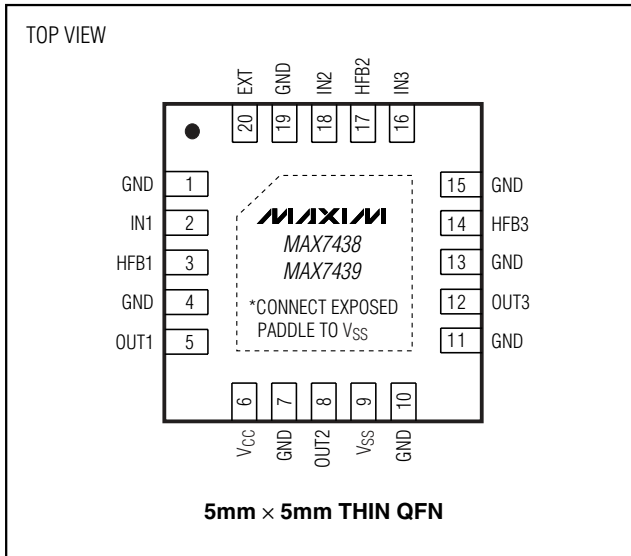 TOP VIEW
EXT
GND
IN2
HFB2
IN3
20
19
18
17
16
GND 1
IN1 2
HFB1 3
GND 4
OUT1 5
MAXIM
MAX7438
MAX7439
*CONNECT EXPOSED
PADDLE TO VSS
15 GND
14 HFB3
13 GND
12 OUT3
11 GND
6
7
8
9
10
VCC
GND
OUT2
VSS
GND
5mm × 5mm THIN QFN